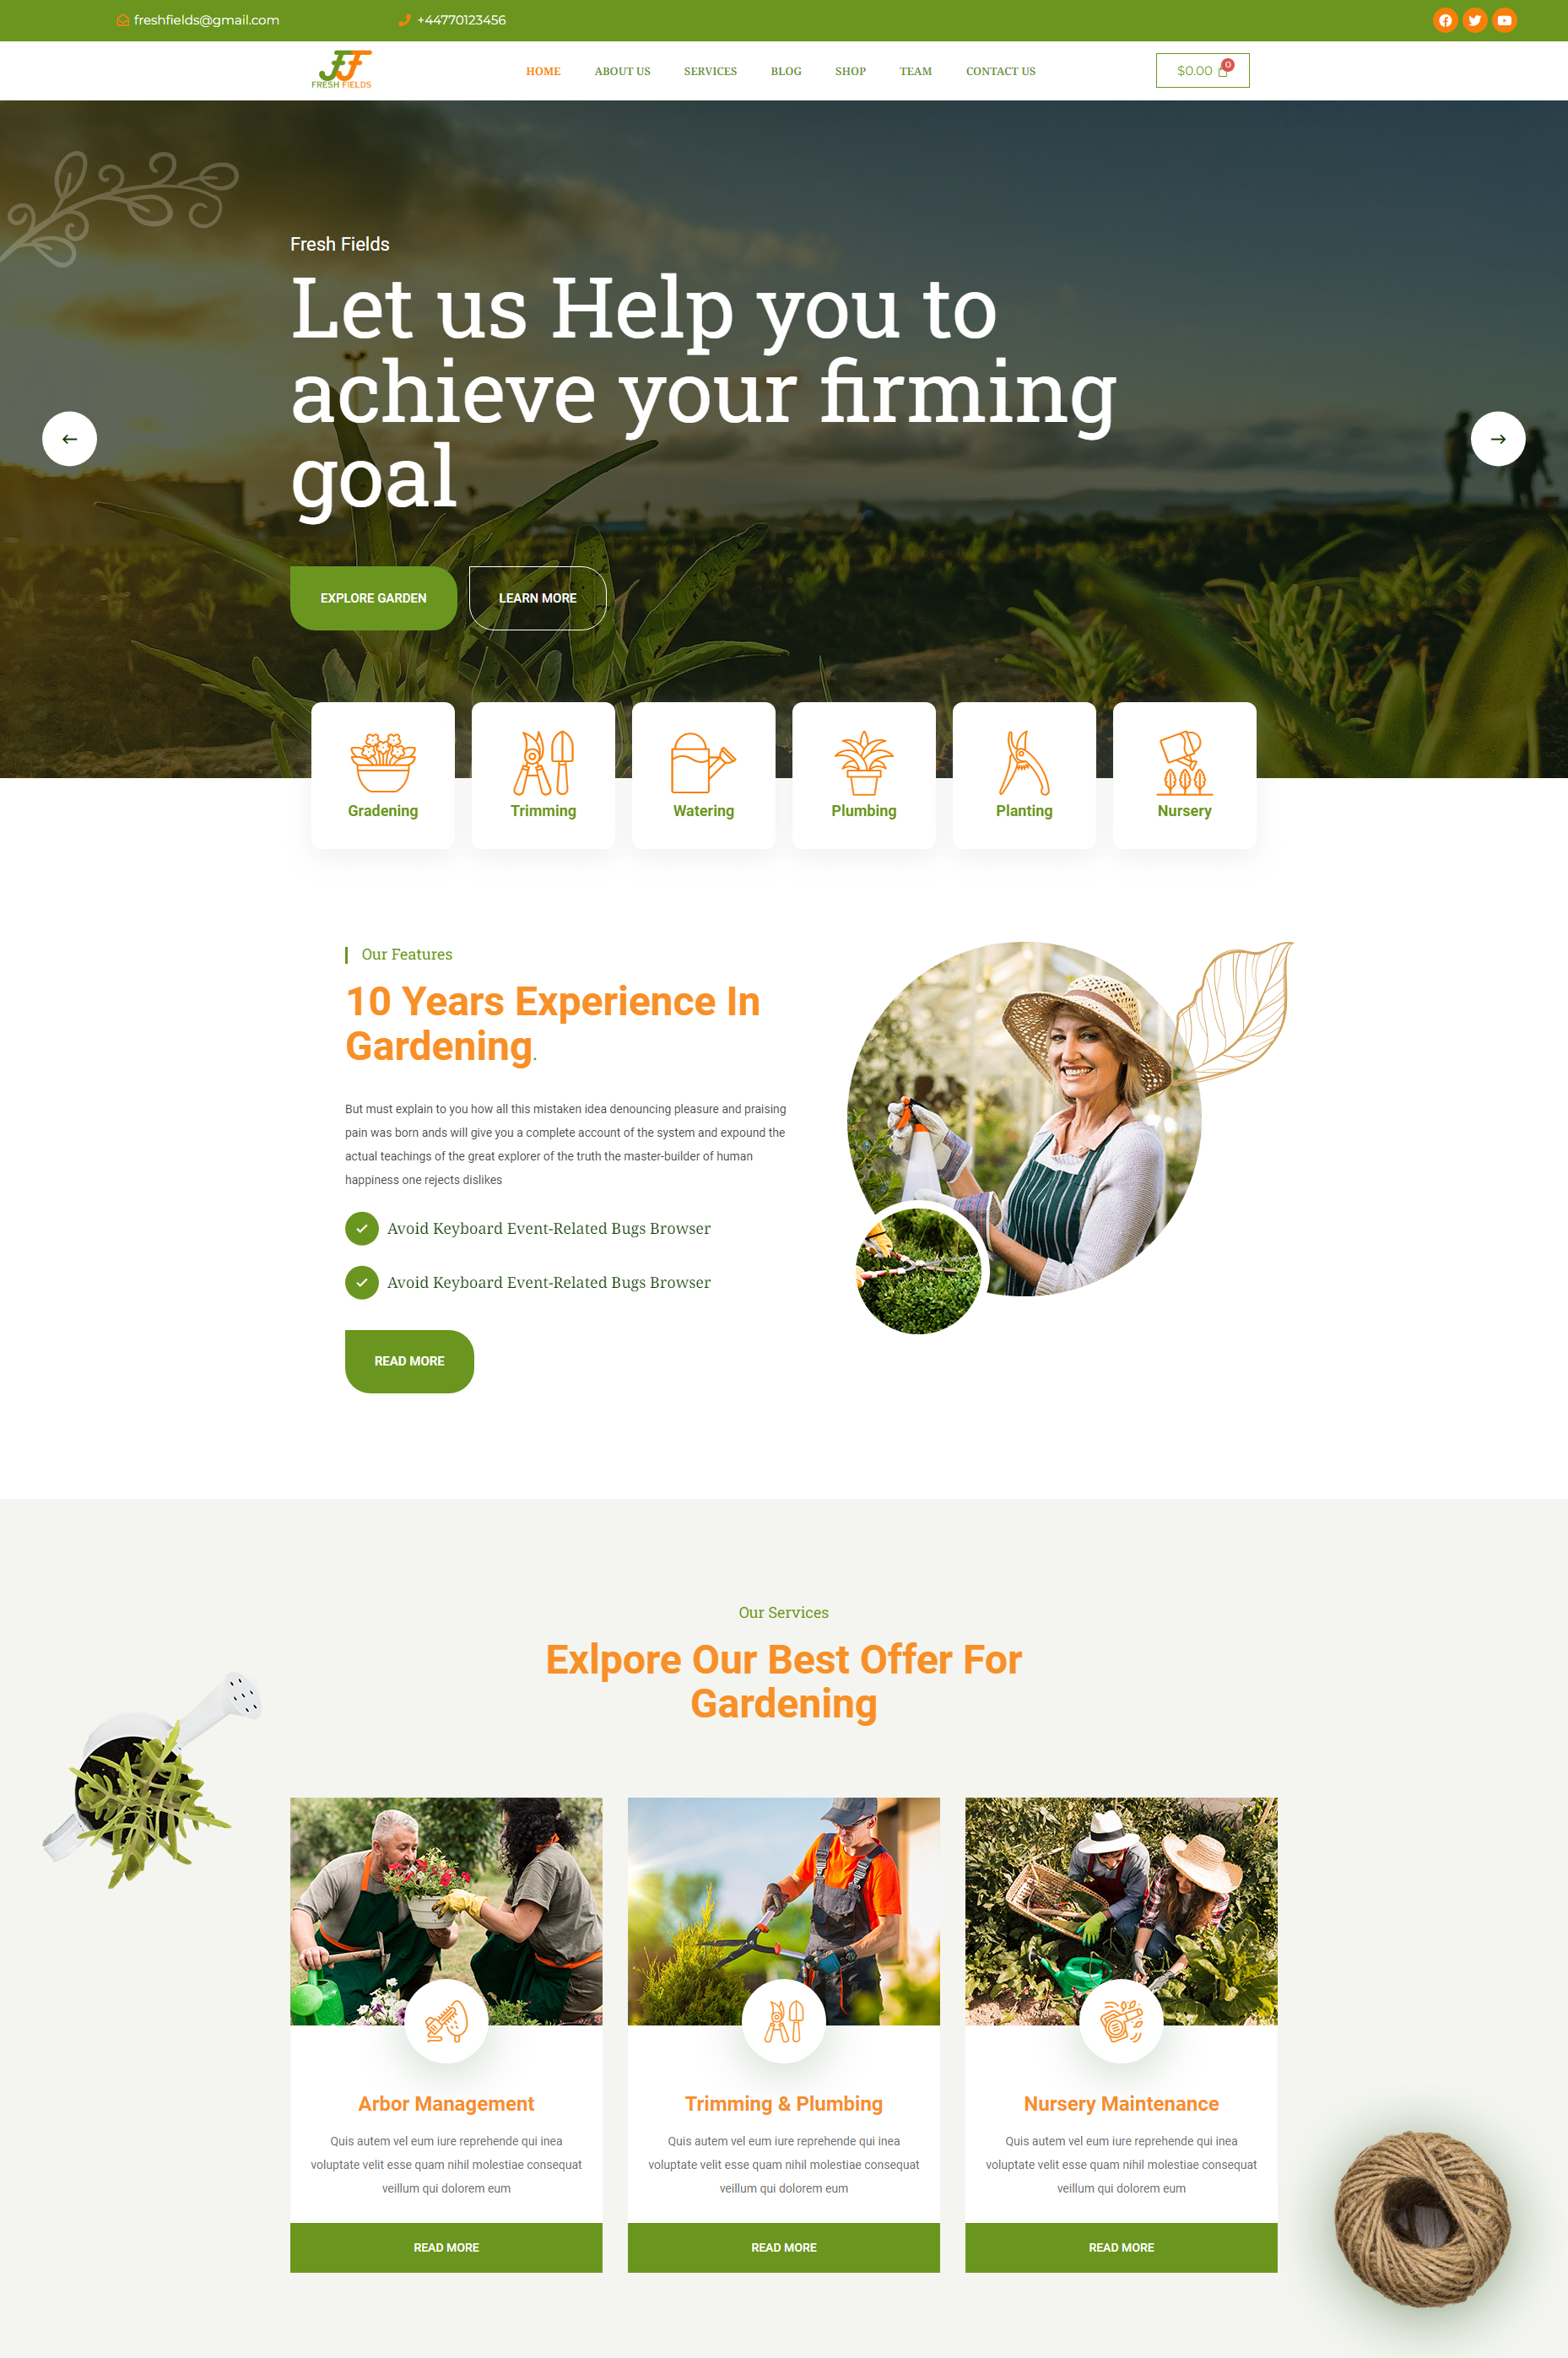 freshfields@gmail.com
+44770123456
FRESH FIELDS
HOME
ABOUT US
SERVICES
BLOG
SHOP
TEAM
CONTACT US
$0.00
0
Fresh Fields
Let us Help you to
achieve your firming
goal
EXPLORE GARDEN
LEARN MORE
Gradening
Trimming
Watering
Plumbing
Planting
Nursery
Our Features
10 Years Experience In
Gardening.
But must explain to you how all this mistaken idea denouncing pleasure and praising
pain was born ands will give you a complete account of the system and expound the
actual teachings of the great explorer of the truth the master-builder of human
happiness one rejects dislikes
Avoid Keyboard Event-Related Bugs Browser
Avoid Keyboard Event-Related Bugs Browser
READ MORE
Our Services
Exlpore Our Best Offer For
Gardening
Arbor Management
Quis autem vel eum iure reprehende qui inea
voluptate velit esse quam nihil molestiae consequat
veillum qui dolorem eum
READ MORE
Trimming & Plumbing
Quis autem vel eum iure reprehende qui inea
voluptate velit esse quam nihil molestiae consequat
veillum qui dolorem eum
READ MORE
Nursery Maintenance
Quis autem vel eum iure reprehende qui inea
voluptate velit esse quam nihil molestiae consequat
veillum qui dolorem eum
READ MORE